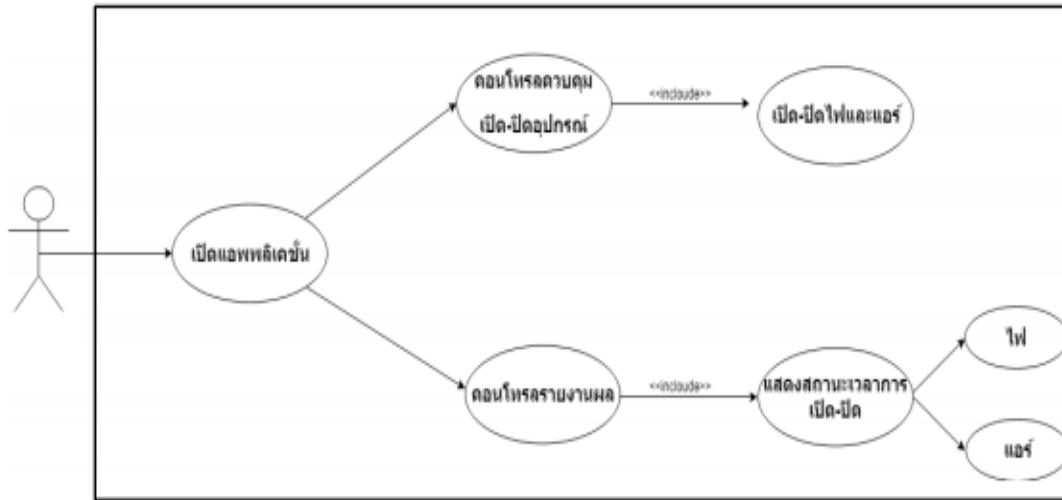 คอนโทรลควบคุม
เปิด-ปิดอุปกรณ์
<<incloude>>
เปิด-ปิดไฟและแอร์
เปิดแอพพลิเคชั่น
คอนโทรลรายงานผล
<<incloude>>
แสดงสถานะเวลาการ
เปิด-ปิด
ไฟ
แอร์